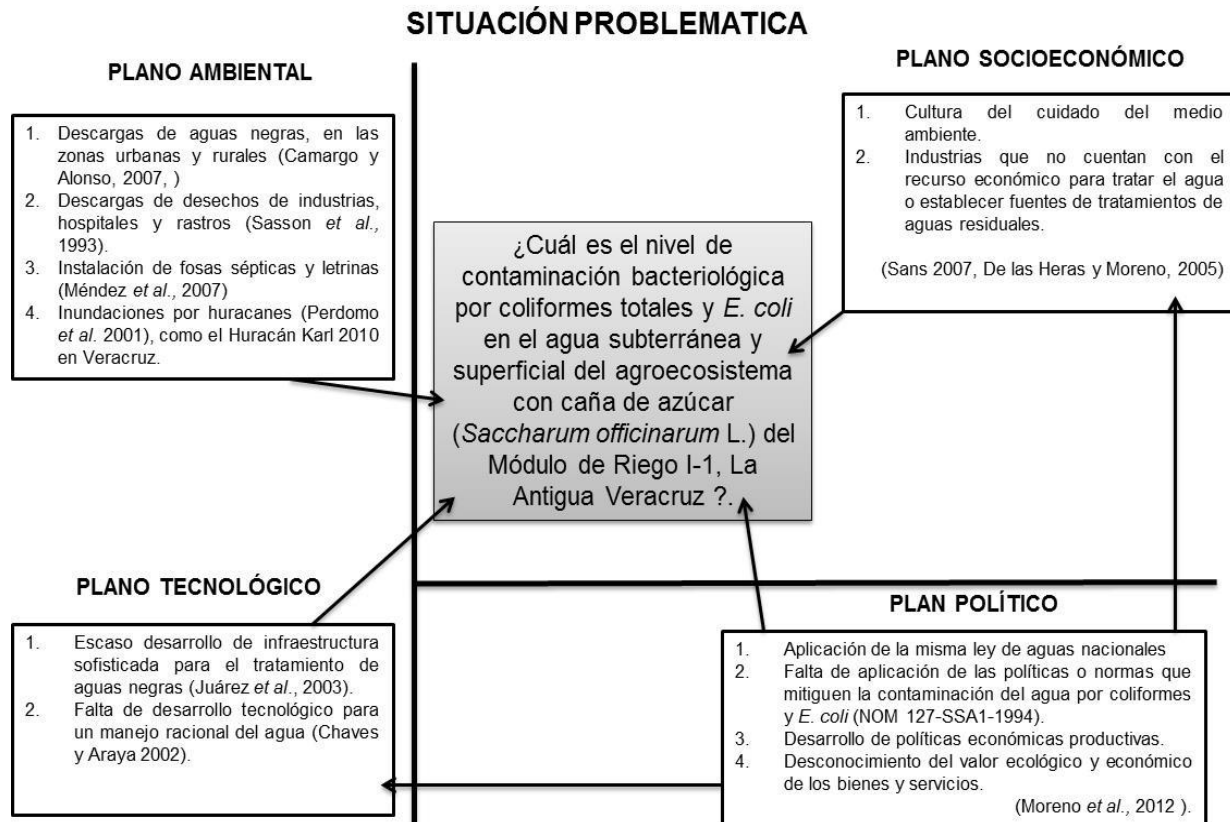 SITUACIÓN PROBLEMATICA
PLANO AMBIENTAL
1. Descargas de aguas negras, en las
zonas urbanas y rurales (Camargo y
Alonso, 2007, )
2. Descargas de desechos de industrias,
hospitales y rastros (Sasson et al.,
1993).
3. Instalación de fosas sépticas y letrinas
(Méndez et al., 2007)
4. Inundaciones por huracanes (Perdomo
et al. 2001), como el Huracán Karl 2010
en Veracruz.
PLANO SOCIOECONÓMICO
1. Cultura del cuidado del medio
ambiente.
2. Industrias que no cuentan con el
recurso económico para tratar el agua
o establecer fuentes de tratamientos de
aguas residuales.
(Sans 2007, De las Heras y Moreno, 2005)
¿Cuál es el nivel de
contaminación bacteriológica
por coliformes totales y E. coli
en el agua subterránea y
superficial del agroecosistema
con caña de azúcar
(Saccharum officinarum L.) del
Módulo de Riego I-1, La
Antigua Veracruz ?.
PLANO TECNOLÓGICO
1. Escaso desarrollo de infraestructura
sofisticada para el tratamiento de
aguas negras (Juárez et al., 2003).
2. Falta de desarrollo tecnológico para
un manejo racional del agua (Chaves
y Araya 2002).
PLAN POLÍTICO
1. Aplicación de la misma ley de aguas nacionales
2. Falta de aplicación de las políticas o normas que
mitiguen la contaminación del agua por coliformes
y E. coli (NOM 127-SSA1-1994).
3. Desarrollo de políticas económicas productivas.
4. Desconocimiento del valor ecológico y económico
de los bienes y servicios.
(Moreno et al., 2012 ).